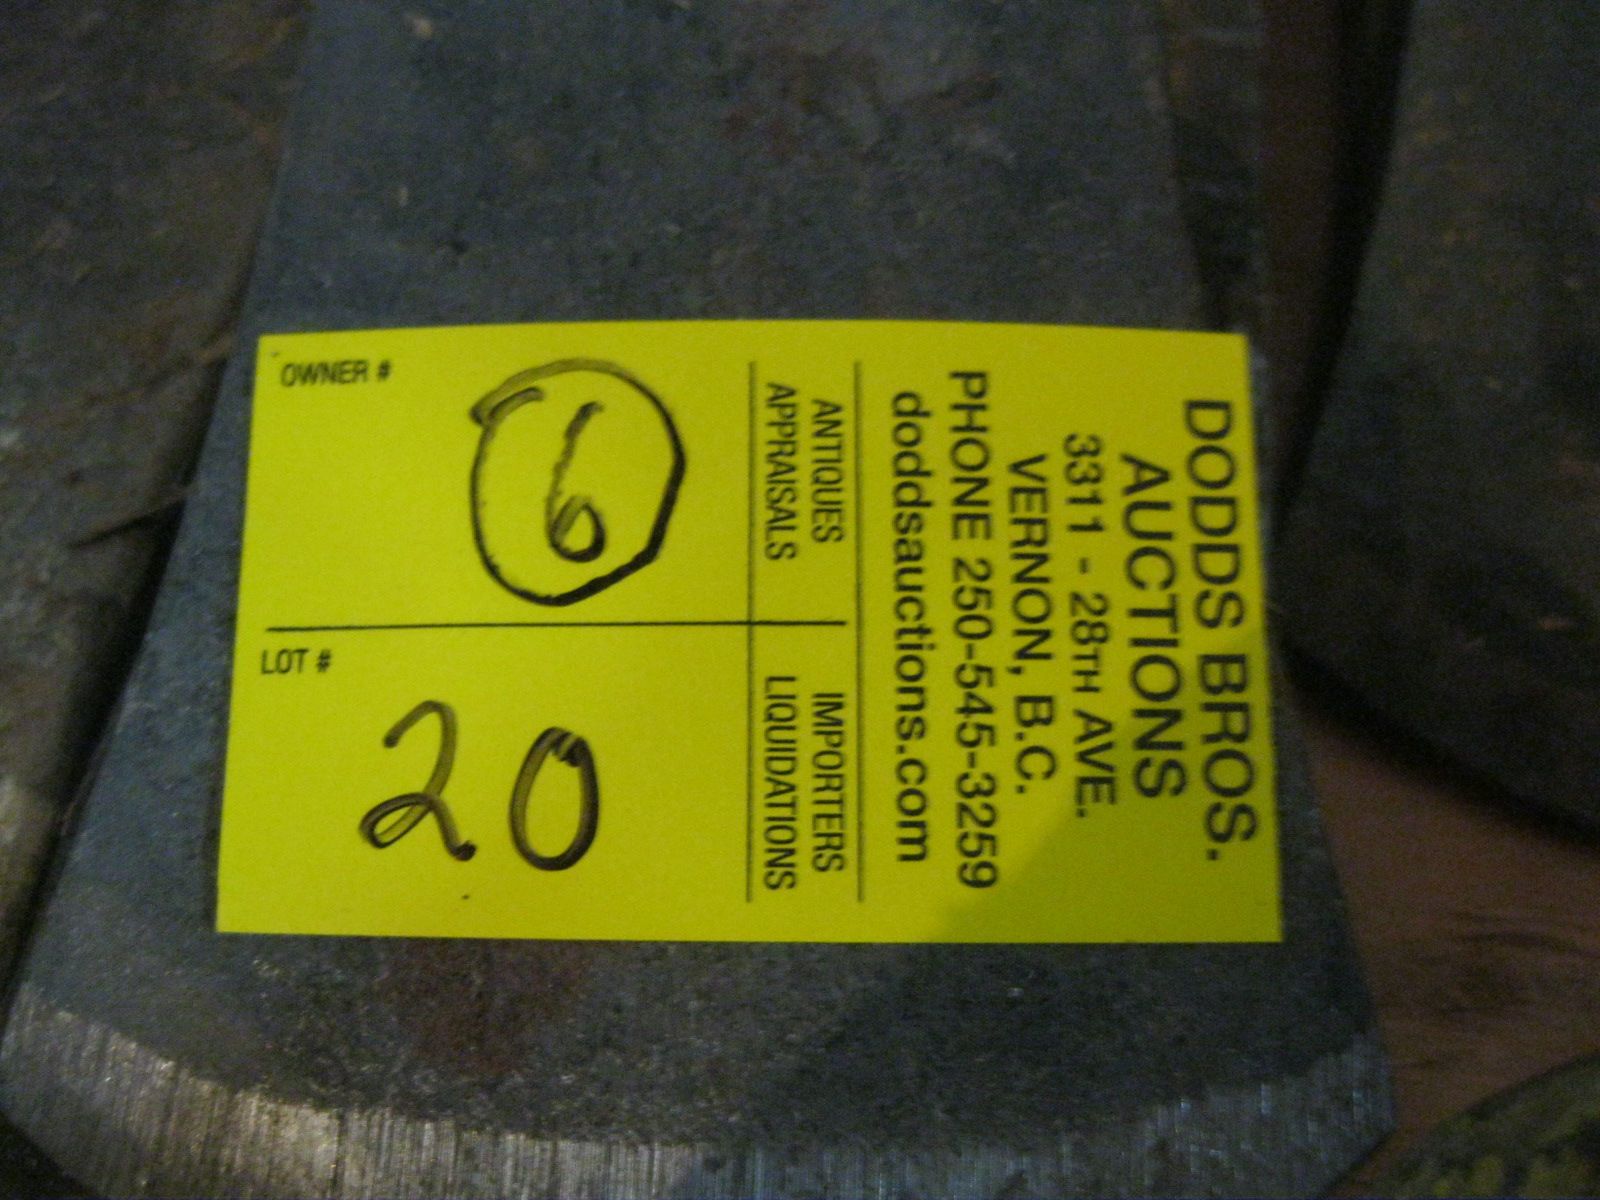 DODDS BROS.
AUCTIONS
3311 - 28TH AVE.
VERNON, B.C.
PHONE 250-545-3259
doddsauctions.com
ANTIQUES
APPRAISALS
IMPORTERS
LIQUIDATIONS
OWNER #
6
LOT #
20